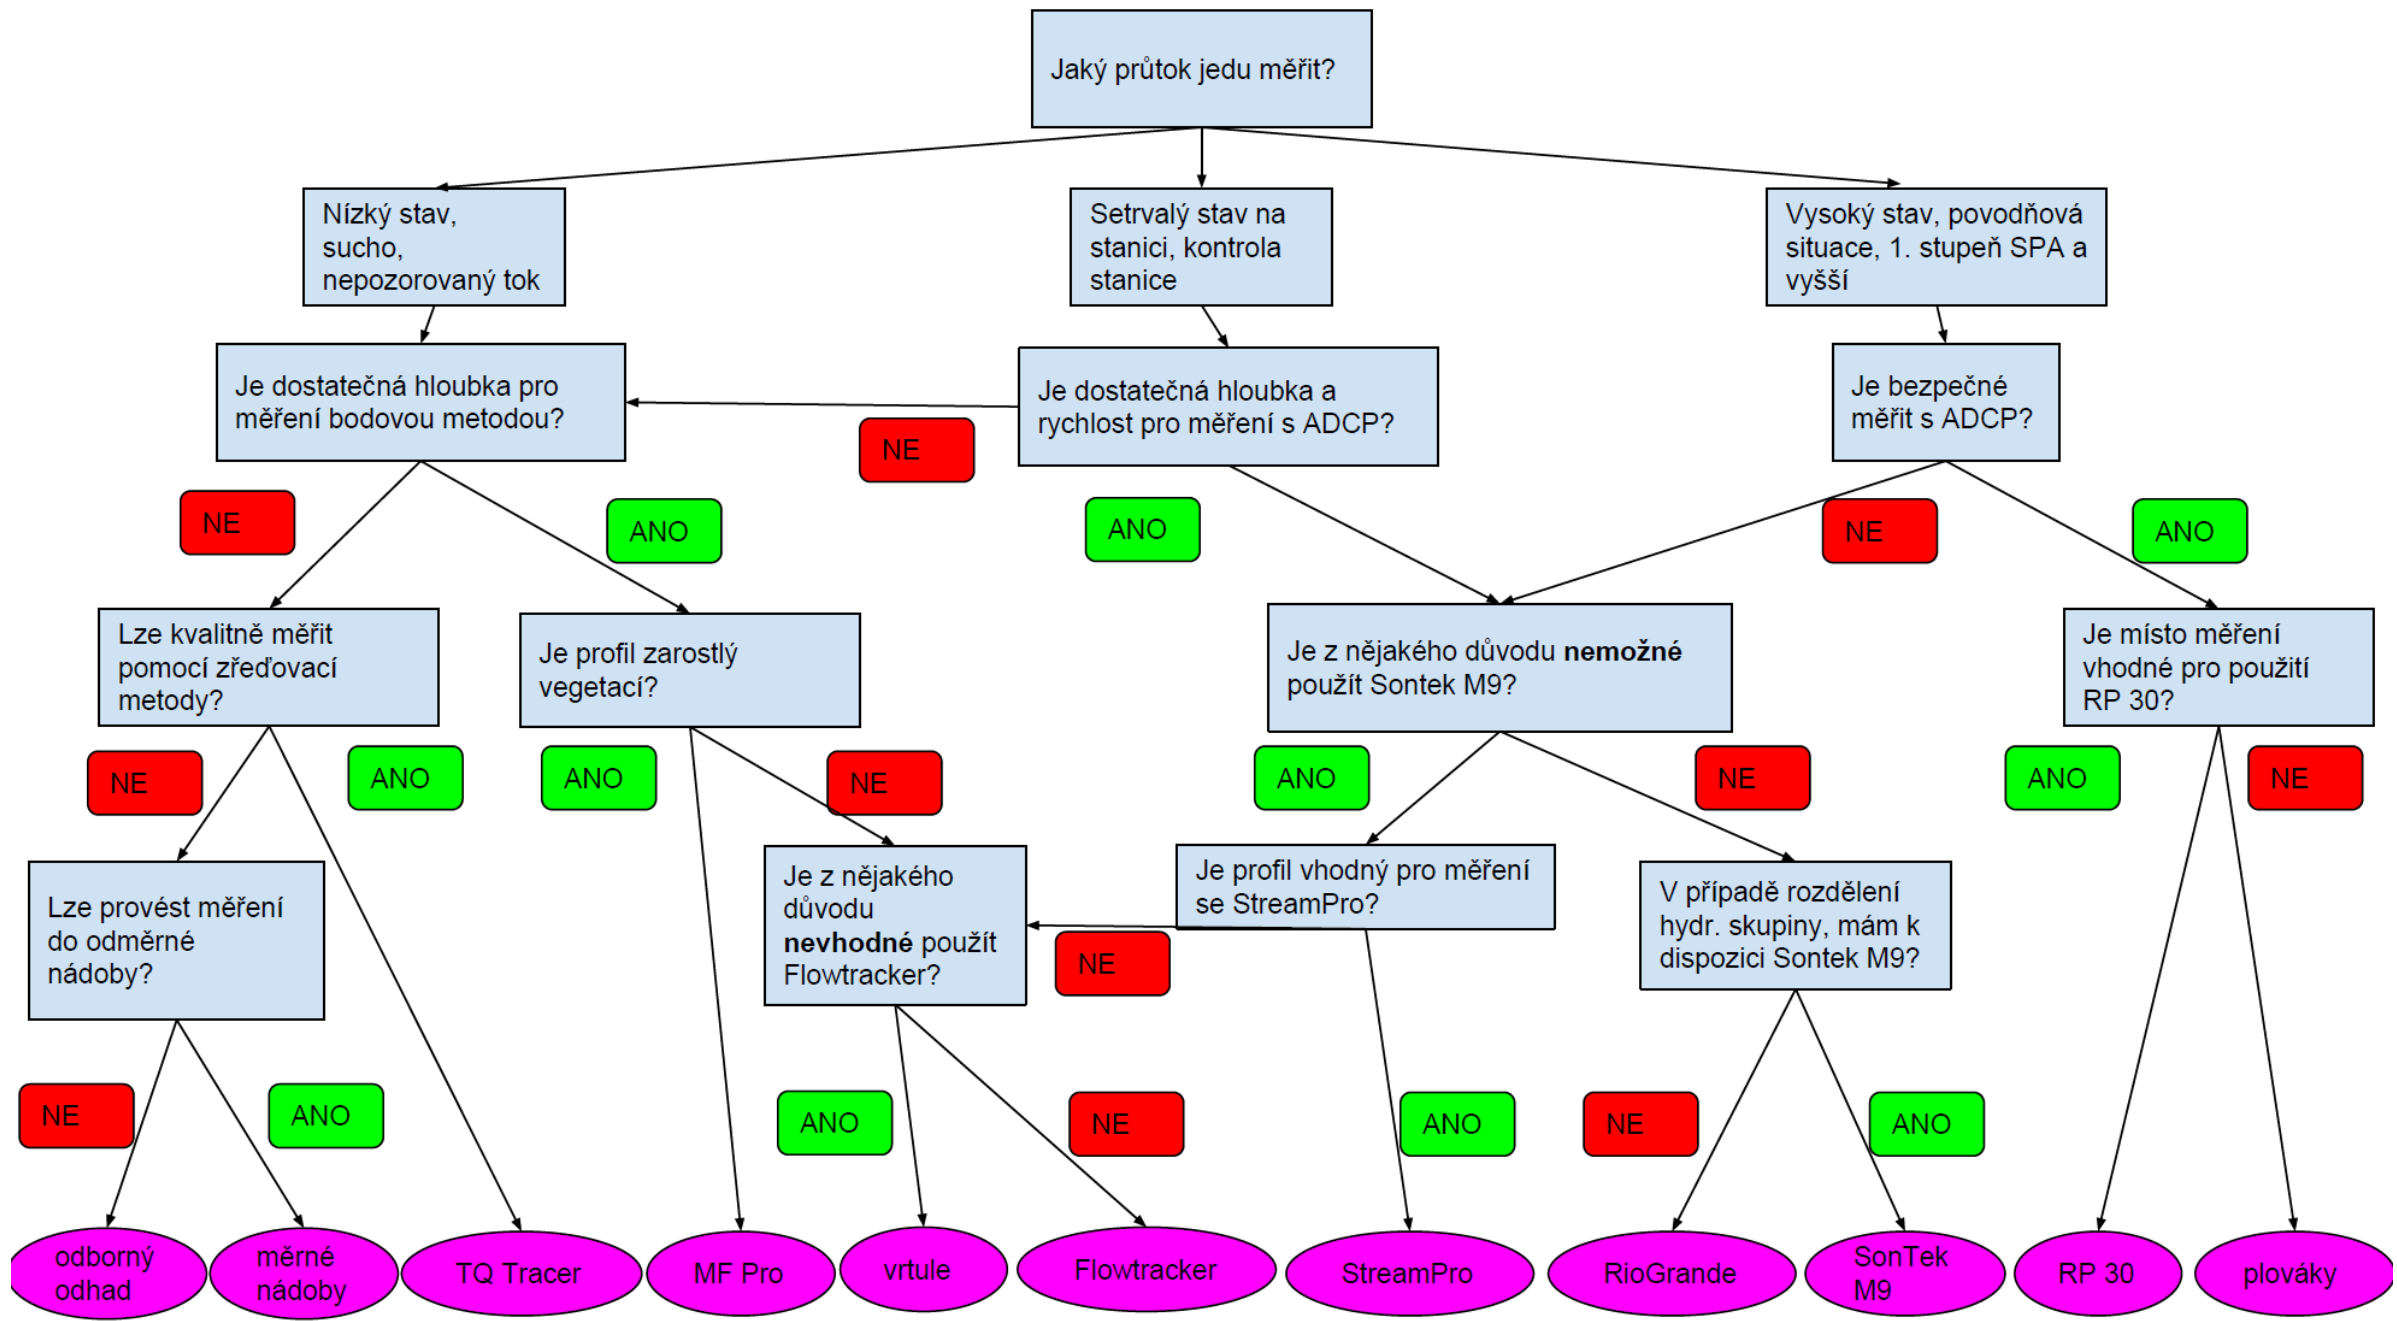 Jaký průtok jedu měřit?
Nízký stav,
sucho,
nepozorovaný tok
Setrvalý stav na
stanici, kontrola
stanice
Vysoký stav, povodňová
situace, 1. stupeň SPA a
vyšší
Je dostatečná hloubka pro
měření bodovou metodou?
Je dostatečná hloubka a
rychlost pro měření s ADCP?
Je bezpečné
měřit s ADCP?
NE
NE
ANO
ANO
NE
ANO
Lze kvalitně měřit
pomocí zřeďovací
metody?
Je profil zarostlý
vegetací?
Je z nějakého důvodu nemožné
použít Sontek M9?
Je místo měření
vhodné pro použití
RP 30?
NE
ANO
ANO
NE
ANO
NE
ANO
NE
Lze provést měření
do odměrné
nádoby?
Je z nějakého
důvodu
nevhodné použít
Flowtracker?
Je profil vhodný pro měření
se StreamPro?
V případě rozdělení
hydr. skupiny, mám k
dispozici Sontek M9?
NE
NE
ANO
ANO
NE
ANO
NE
ANO
odborný
odhad
měrné
nádoby
TQ Tracer
MF Pro
vrtule
Flowtracker
StreamPro
RioGrande
SonTek
M9
RP 30
plováky